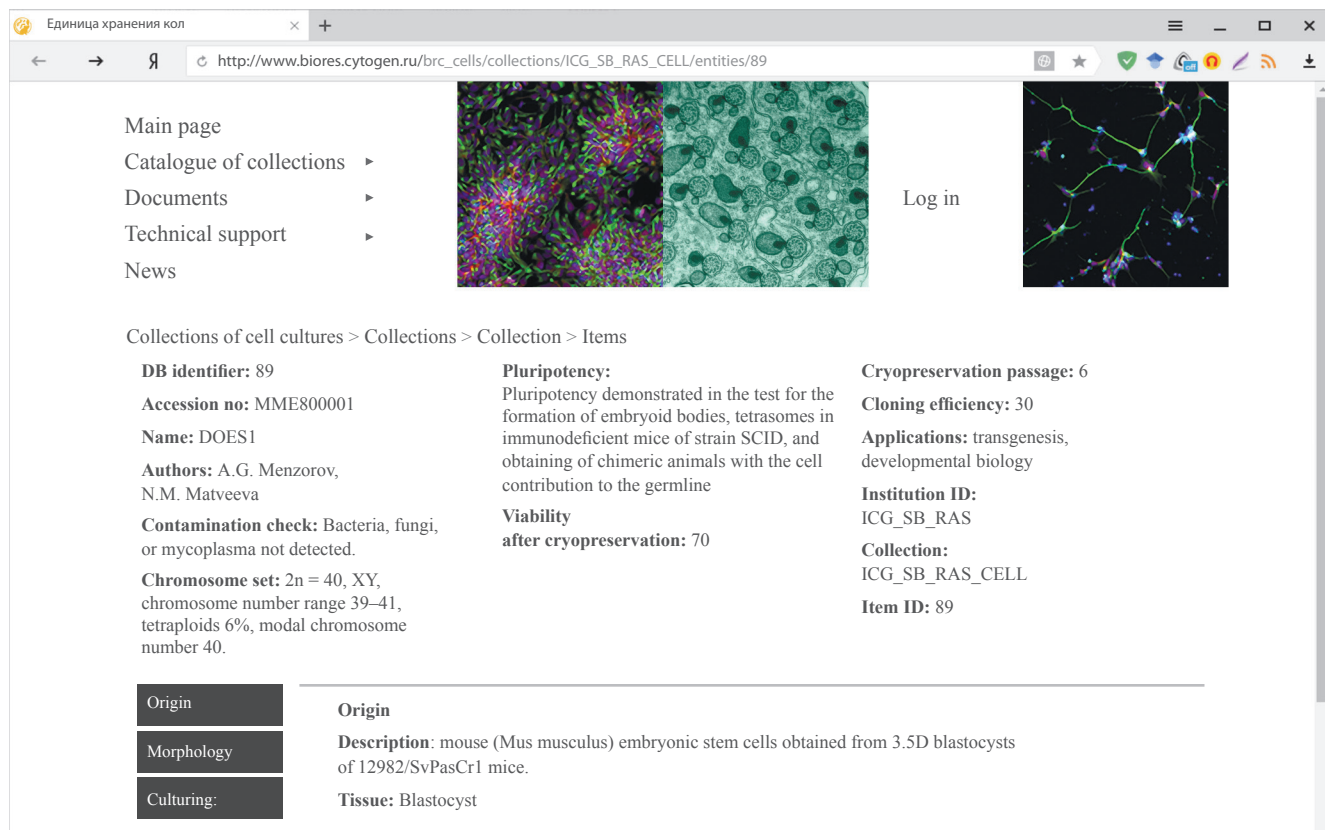 Единица хранения кол
Я
http://www.biores.cytogen.ru/brc_cells/collections/ICG_SB_RAS_CELL/entities/89
off
Main page
Catalogue of collections
Documents
Technical support
News
Log in
Collections of cell cultures > Collections > Collection > Items
DB identifier: 89
Accession no: MME800001
Name: DOES1
Authors: A.G. Menzorov,
N.M. Matveeva
Contamination check: Bacteria, fungi,
or mycoplasma not detected.
Chromosome set: 2n = 40, XY,
chromosome number range 39–41,
tetraploids 6%, modal chromosome
number 40.
Pluripotency:
Pluripotency demonstrated in the test for the
formation of embryoid bodies, tetrasomes in
immunodeficient mice of strain SCID, and
obtaining of chimeric animals with the cell
contribution to the germline
Viability
after cryopreservation: 70
Cryopreservation passage: 6
Cloning efficiency: 30
Applications: transgenesis,
developmental biology
Institution ID:
ICG_SB_RAS
Collection:
ICG_SB_RAS_CELL
Item ID: 89
Origin
Morphology
Culturing:
Origin
Description: mouse (Mus musculus) embryonic stem cells obtained from 3.5D blastocysts
of 12982/SvPasCr1 mice.
Tissue: Blastocyst